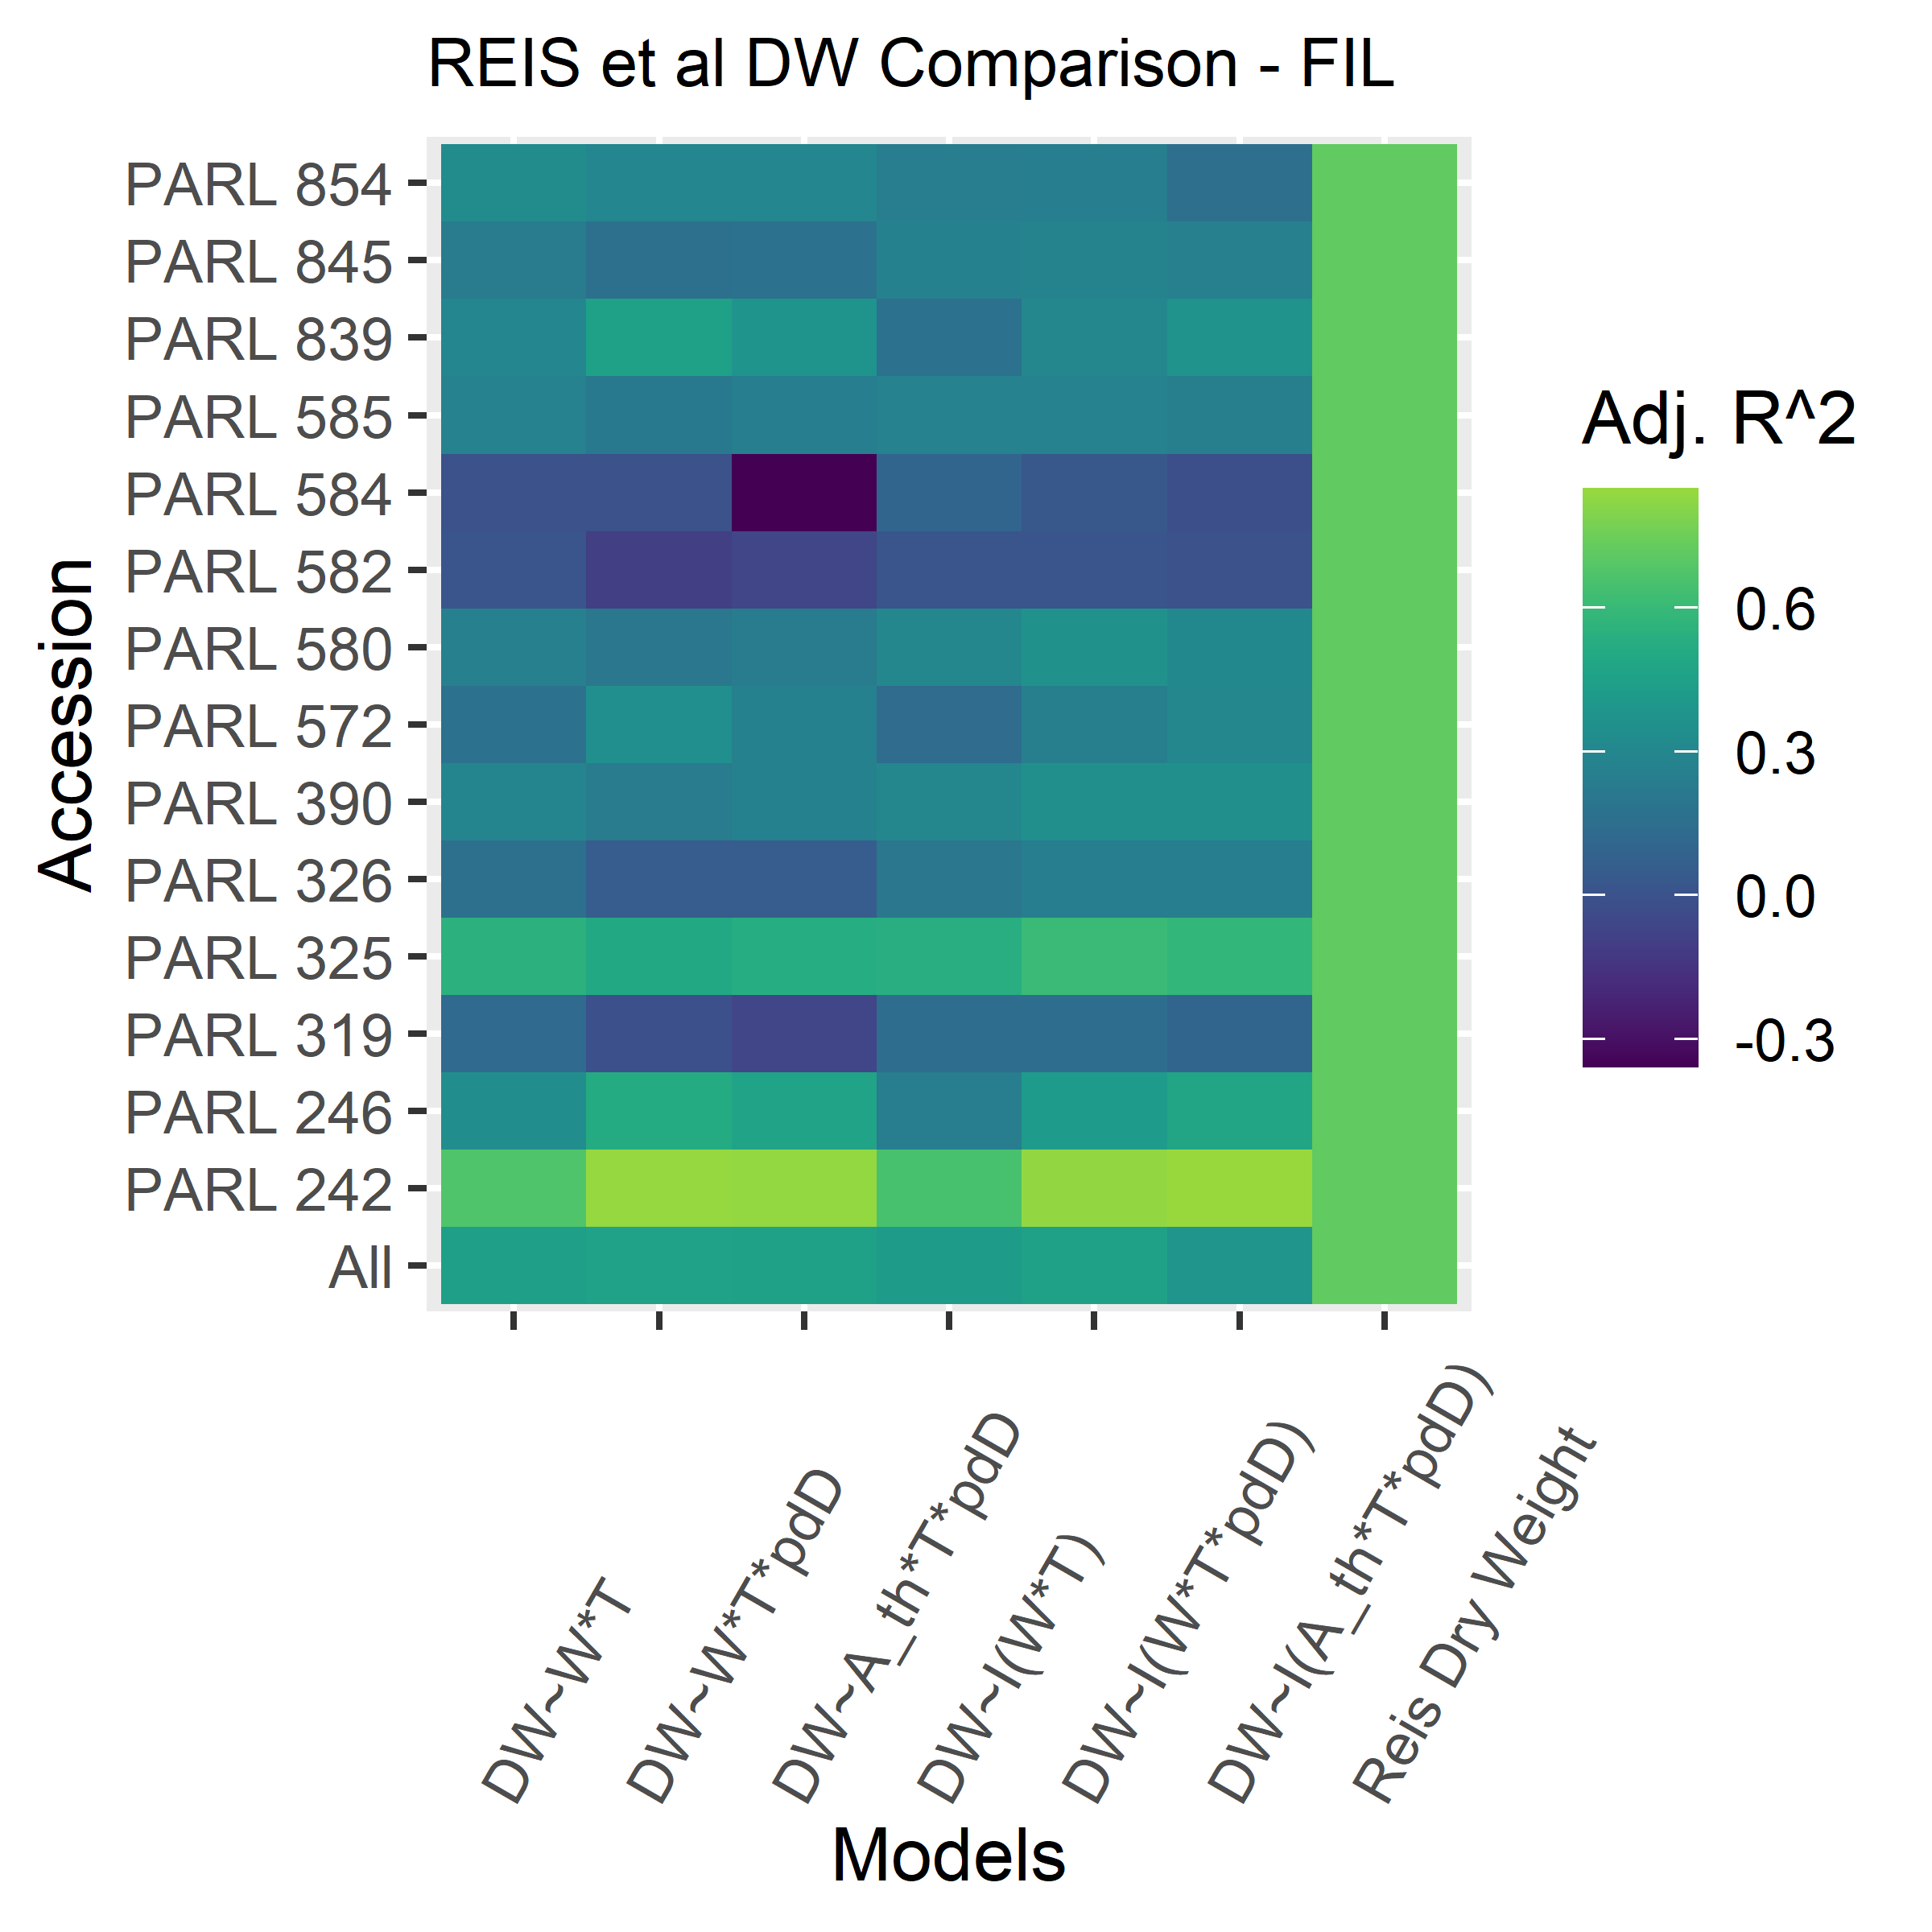 REIS et al DW Comparison - FIL
Accession
PARL 854
PARL 845
PARL 839
PARL 585
PARL 584
PARL 582
PARL 580
PARL 572
PARL 390
PARL 326
PARL 325
PARL 319
PARL 246
PARL 242
All
Adj. R^2
0.6
0.3
0.0
-0.3
DW~W*T
DW~W*T*pdD
DW~A_th*T*pdD
DW~I(W*T)
DW~I(W*T*pdD)
DW~I(A_th*T*pdD)
Reis Dry Weight
Models